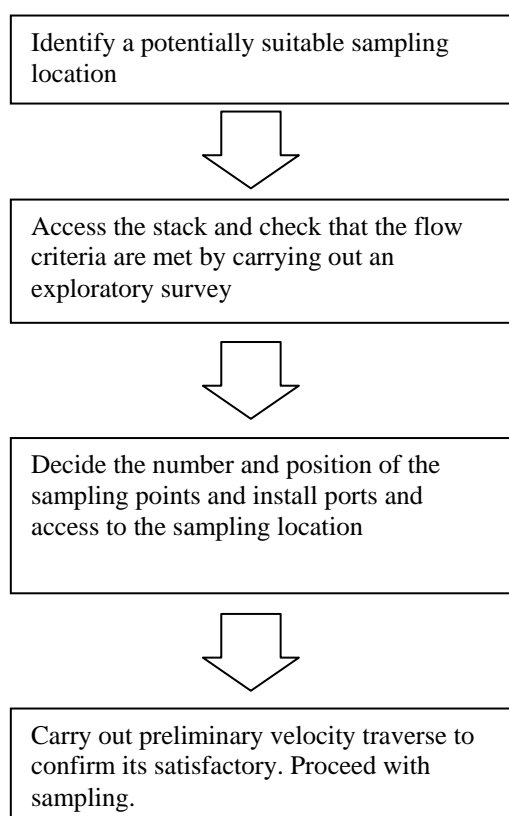 Identify a potentially suitable sampling
location
Access the stack and check that the flow
criteria are met by carrying out an
exploratory survey
Decide the number and position of the
sampling points and install ports and
access to the sampling location
Carry out preliminary velocity traverse to
confirm its satisfactory. Proceed with
sampling.